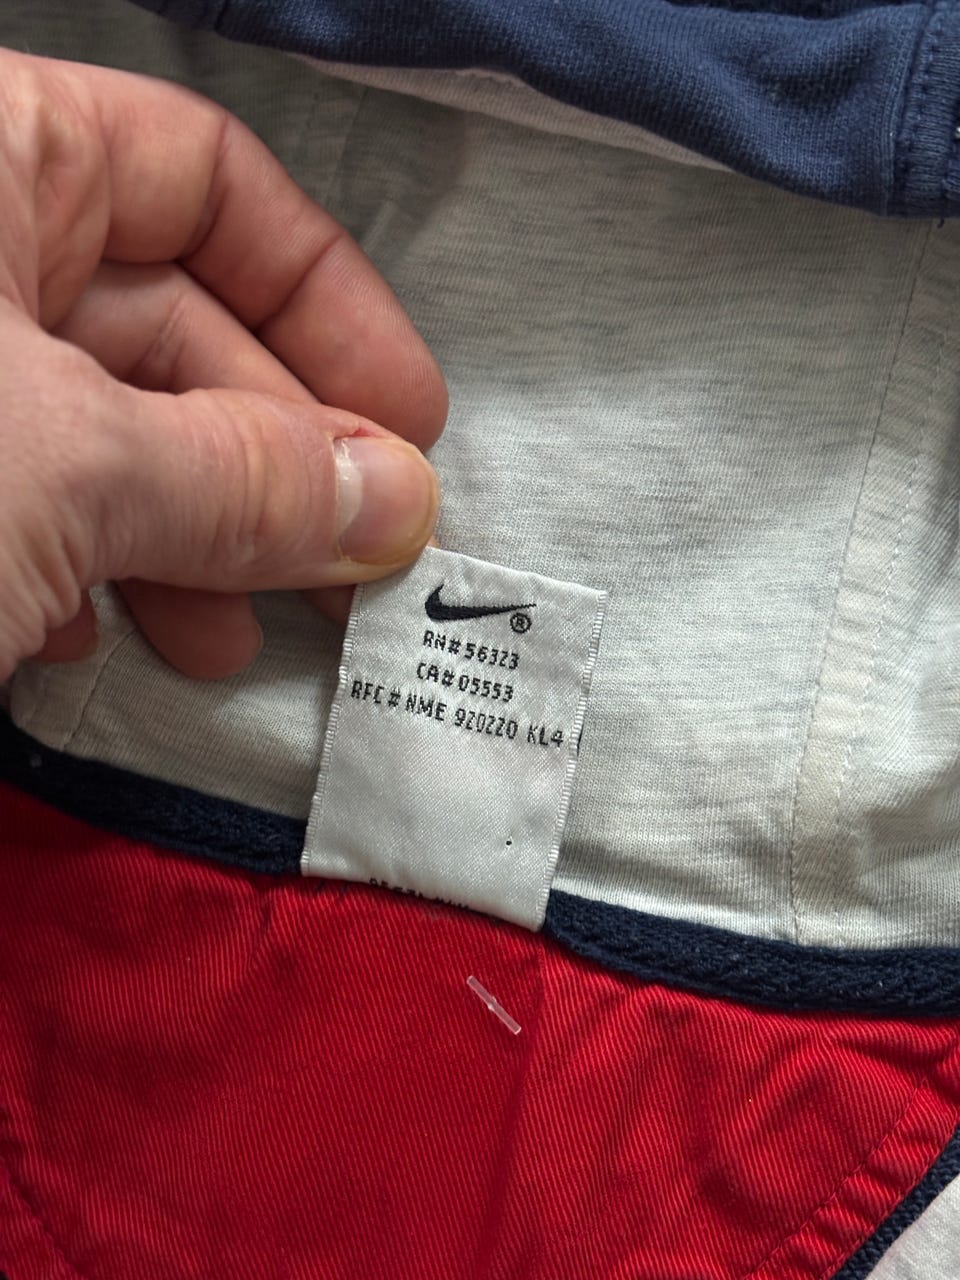 ®
RN#56323
CA#05553
RFC # NME 920220 KL4